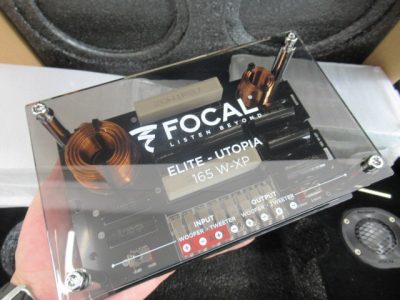 FOCAL
LISTEN BEYOND
ELITE - UTOPIA
165 W-XP
INPUT
WOOFER - TWEETER
OUTPUT
WOOFER - TWEETER